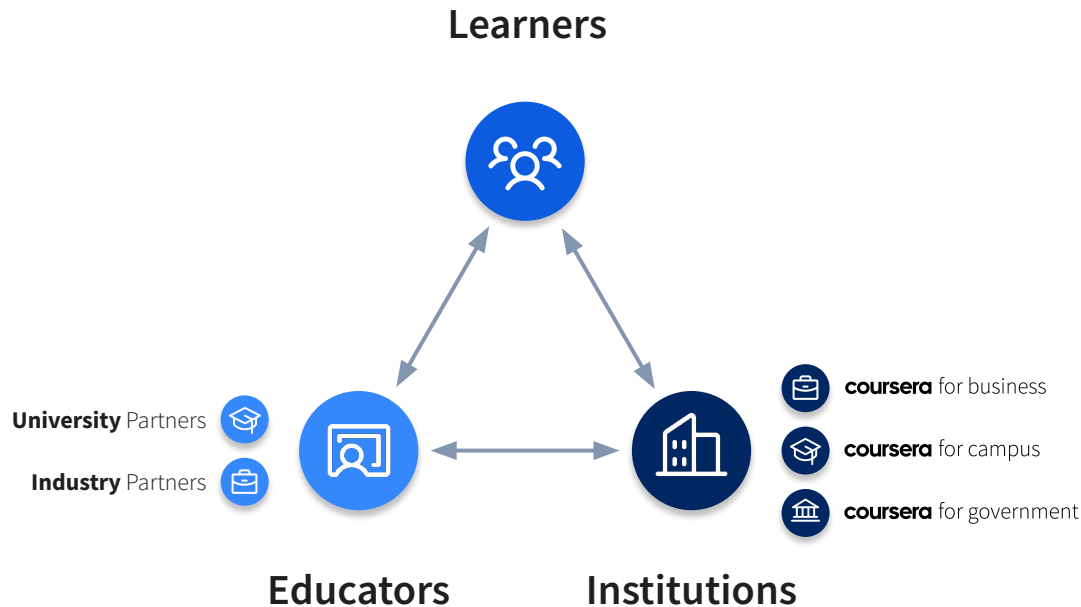 Learners
University Partners
Industry Partners
coursera for business
coursera for campus
coursera for government
Educators
Institutions